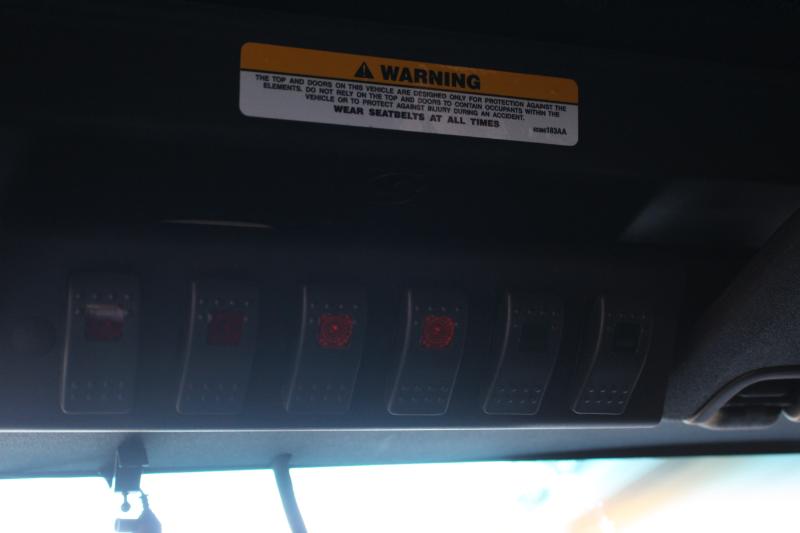 WARNING
THE TOP AND DOORS ON THIS VEHICLE ARE DESIGNED ONLY FOR PROTECTION AGAINST THE
ELEMENTS. DO NOT RELY ON THE TOP AND DOORS TO CONTAIN OCCUPANTS WITHIN THE
VEHICLE OR TO PROTECT AGAINST INJURY DURING AN ACCIDENT.
WEAR SEATBELTS AT ALL TIMES